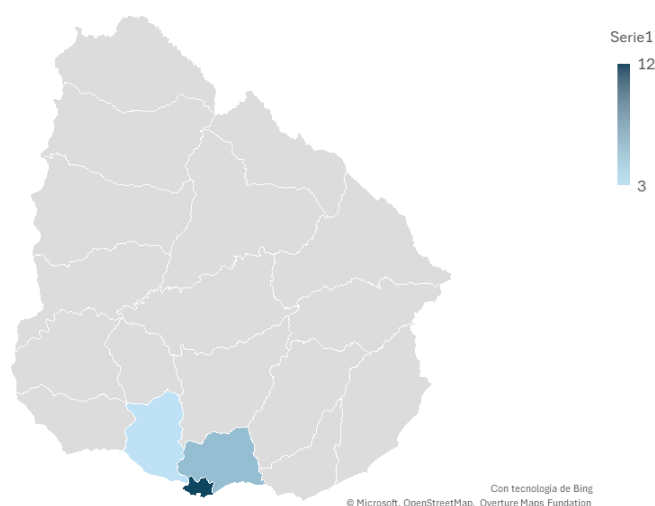 Serie1
12
3
Con tecnología de Bing
© Microsoft, OpenStreetMap, Overture Maps Fundation